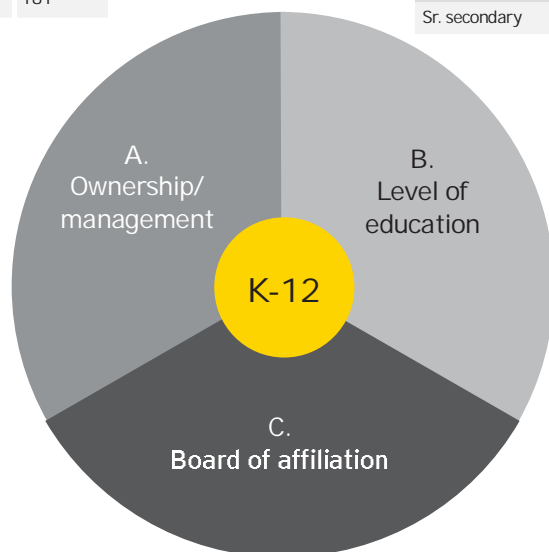 Sr. secondary
A.
Ownership/
management
B.
Level of
education
K-12
C.
Board of affiliation